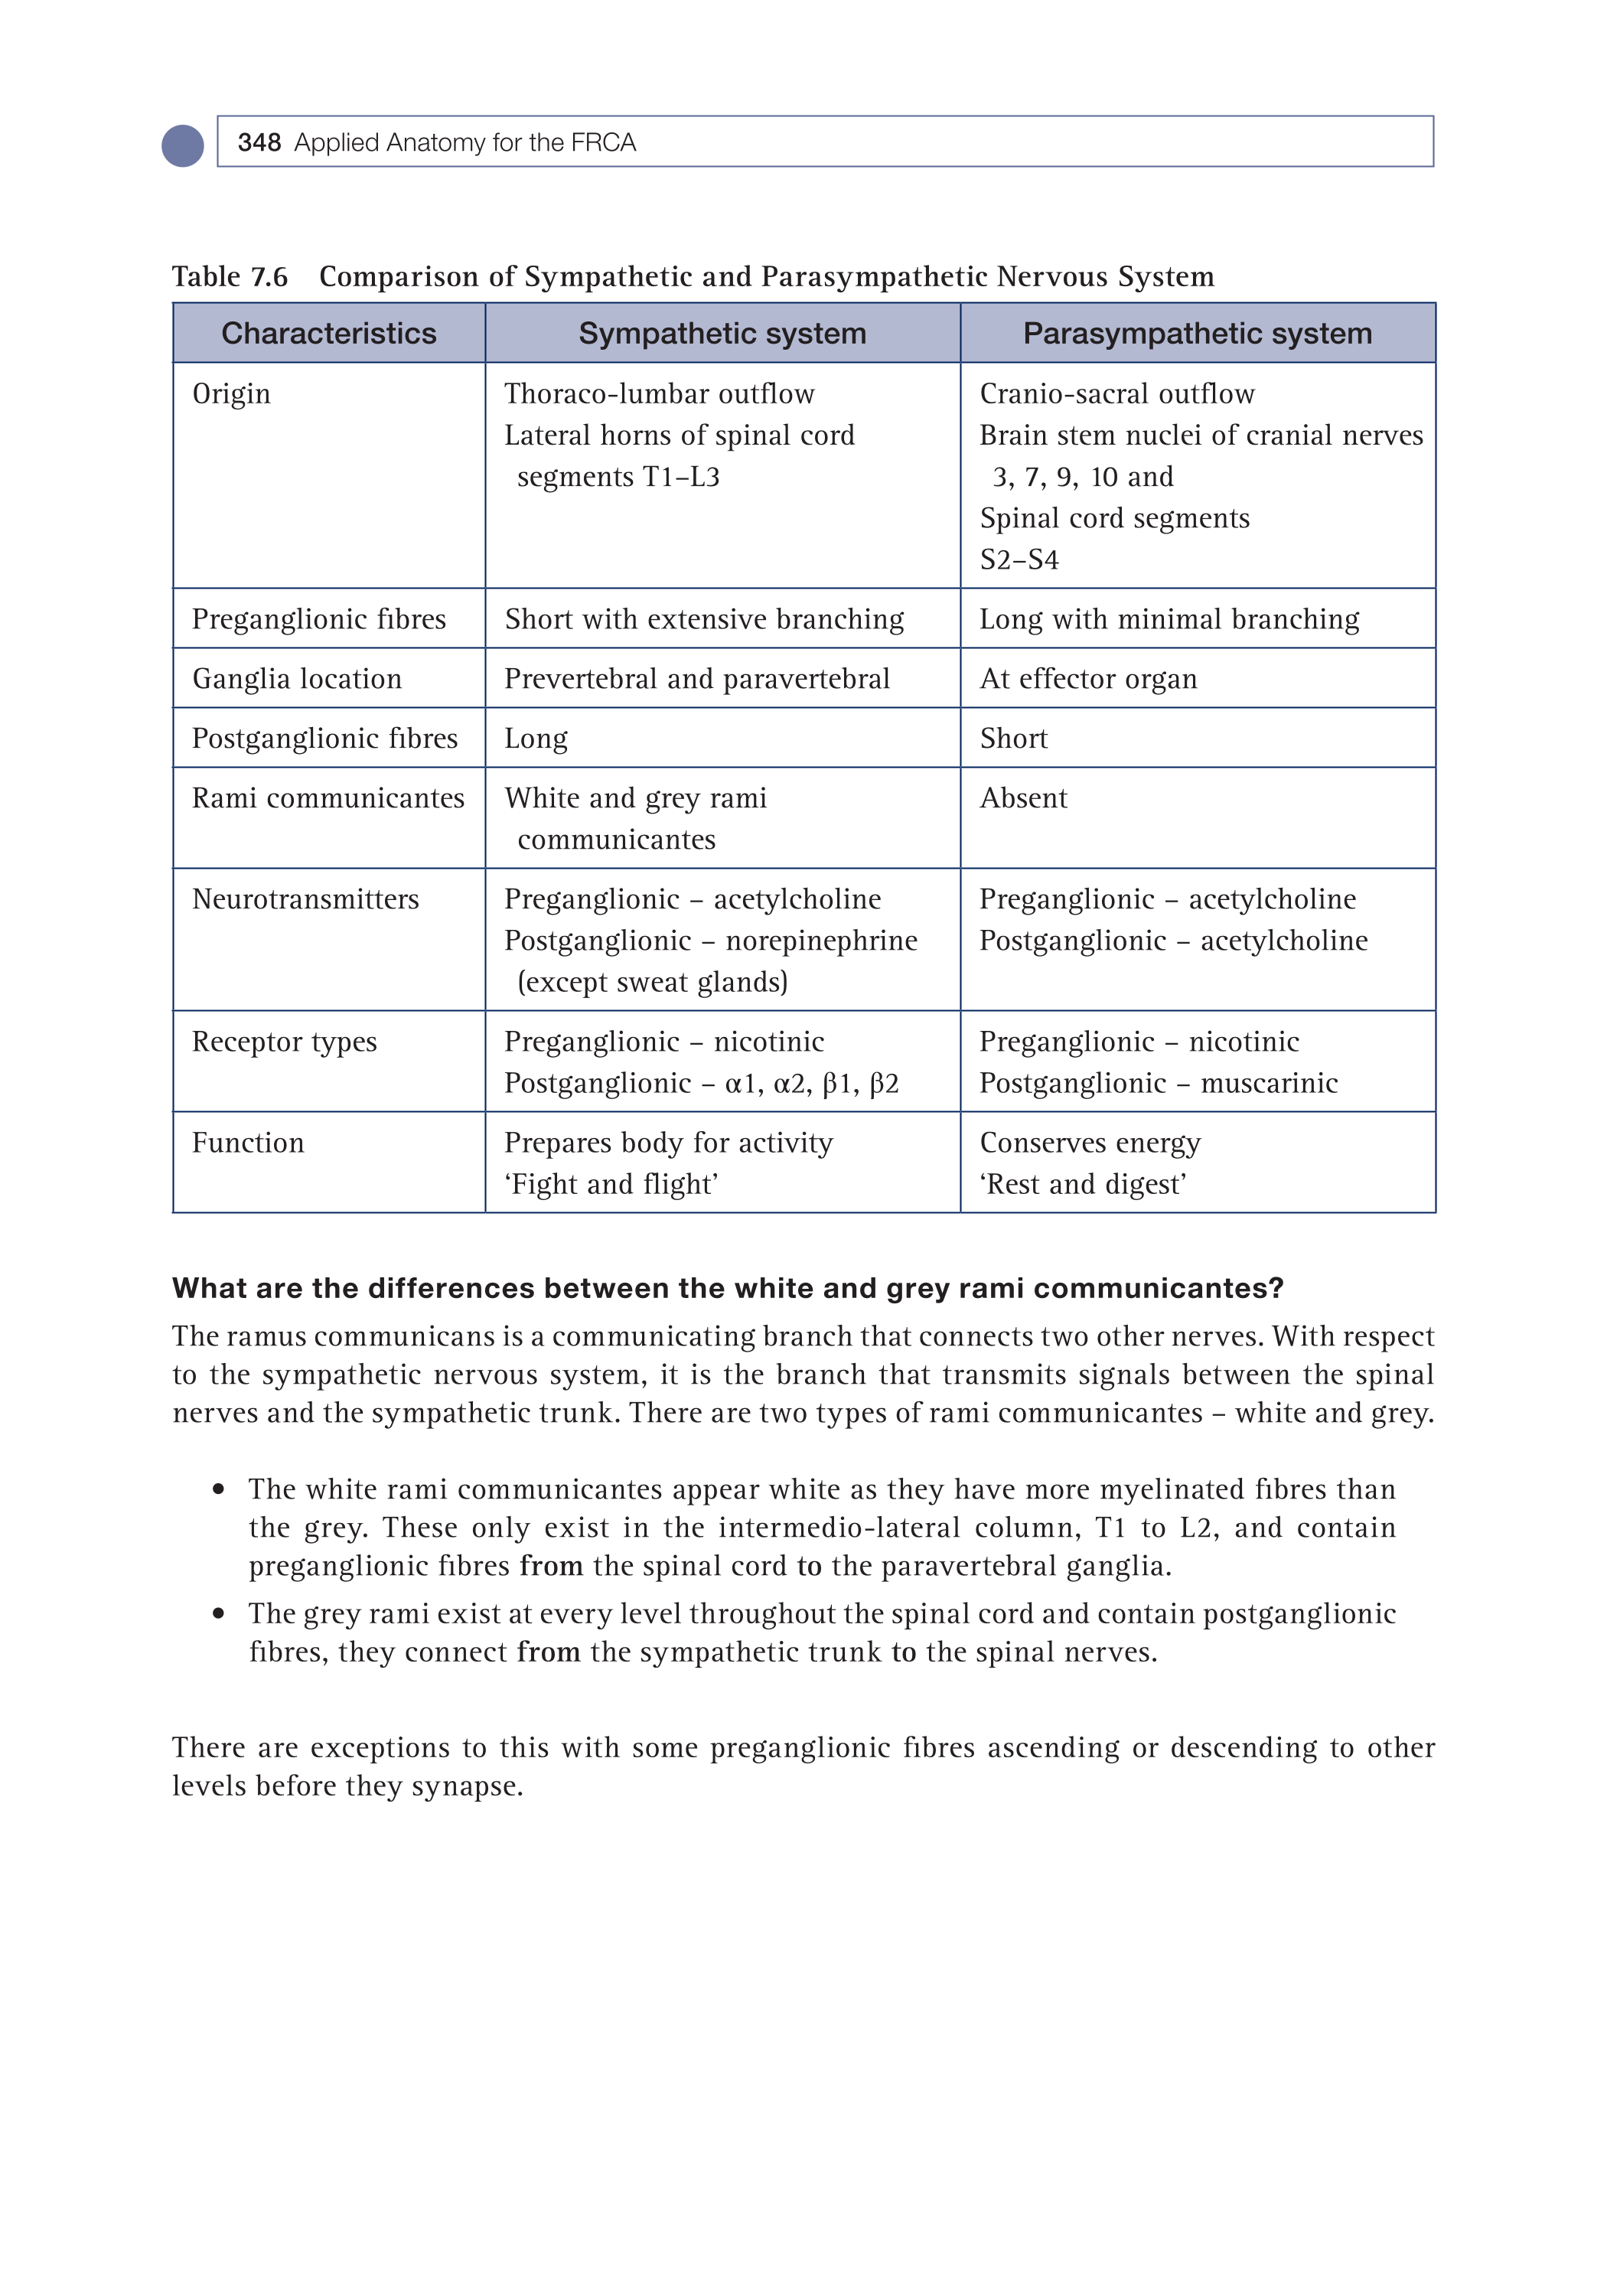 348 Applied Anatomy for the FRCA
Table 7.6 Comparison of Sympathetic and Parasympathetic Nervous System
Characteristics Sympathetic system Parasympathetic system
Origin
Thoraco-lumbar outflow
Lateral horns of spinal cord
segments T1–L3
Cranio-sacral outflow
Brain stem nuclei of cranial nerves
3, 7, 9, 10 and
Spinal cord segments
S2–S4
Preganglionic fibres
Short with extensive branching
Long with minimal branching
Ganglia location
Prevertebral and paravertebral
At effector organ
Postganglionic fibres
Long
Short
Rami communicantes
White and grey rami
communicantes
Absent
Neurotransmitters
Preganglionic – acetylcholine
Postganglionic – norepinephrine
(except sweat glands)
Preganglionic – acetylcholine
Postganglionic – acetylcholine
Receptor types
Preganglionic – nicotinic
Postganglionic – α1, α2, β1, β2
Preganglionic – nicotinic
Postganglionic – muscarinic
Function
Prepares body for activity
‘Fight and flight’
Conserves energy
‘Rest and digest’
What are the differences between the white and grey rami communicantes?
The ramus communicans is a communicating branch that connects two other nerves. With respect
to the sympathetic nervous system, it is the branch that transmits signals between the spinal
nerves and the sympathetic trunk. There are two types of rami communicantes – white and grey.
• The white rami communicantes appear white as they have more myelinated fibres than
the grey. These only exist in the intermedio-lateral column, T1 to L2, and contain
preganglionic fibres from the spinal cord to the paravertebral ganglia.
• The grey rami exist at every level throughout the spinal cord and contain postganglionic
fibres, they connect from the sympathetic trunk to the spinal nerves.
There are exceptions to this with some preganglionic fibres ascending or descending to other
levels before they synapse.